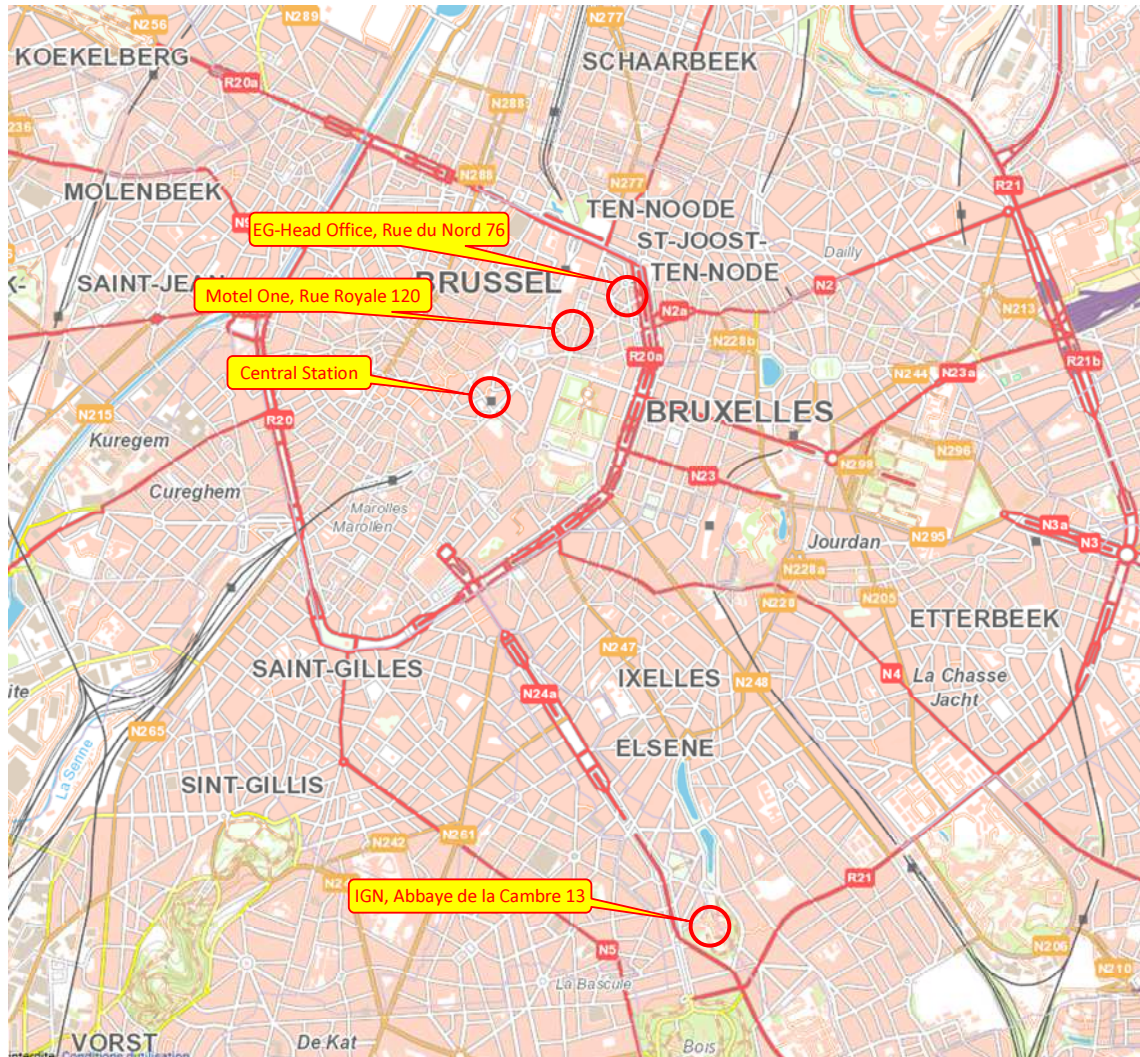 N256
N289
N277
KOEKELBERG
SCHAARBEEK
R20a
N288
236
N288
N277
R21
MOLENBEEK
TEN-NOODE
EG-Head Office, Rue du Nord 76
ST-JOOST-
TEN-NODE
Dailly
SAINT-JEAN
BRUSSEL
Motel One, Rue Royale 120
N2
N2a
N213
N228b
R20a
R21b
Central Station
N244
N23a
N215
R20
BRUXELLES
Kuregem
N296
N298
N23
Cureghem
Marolles
Marollen
N3a
N3
Jourdan
N295
N228a
N228
N205
ETTERBEEK
N247
SAINT-GILLES
IXELLES
N4
La Chasse
Jacht
N248
N24a
ite
N265
La Senne
ELSENE
SINT-GILLIS
N242
N261
R21
IGN, Abbaye de la Cambre 13
N5
N206
N210
La Bascule
VORST
De Kat
Bois
interdite Conditions d'utilisation